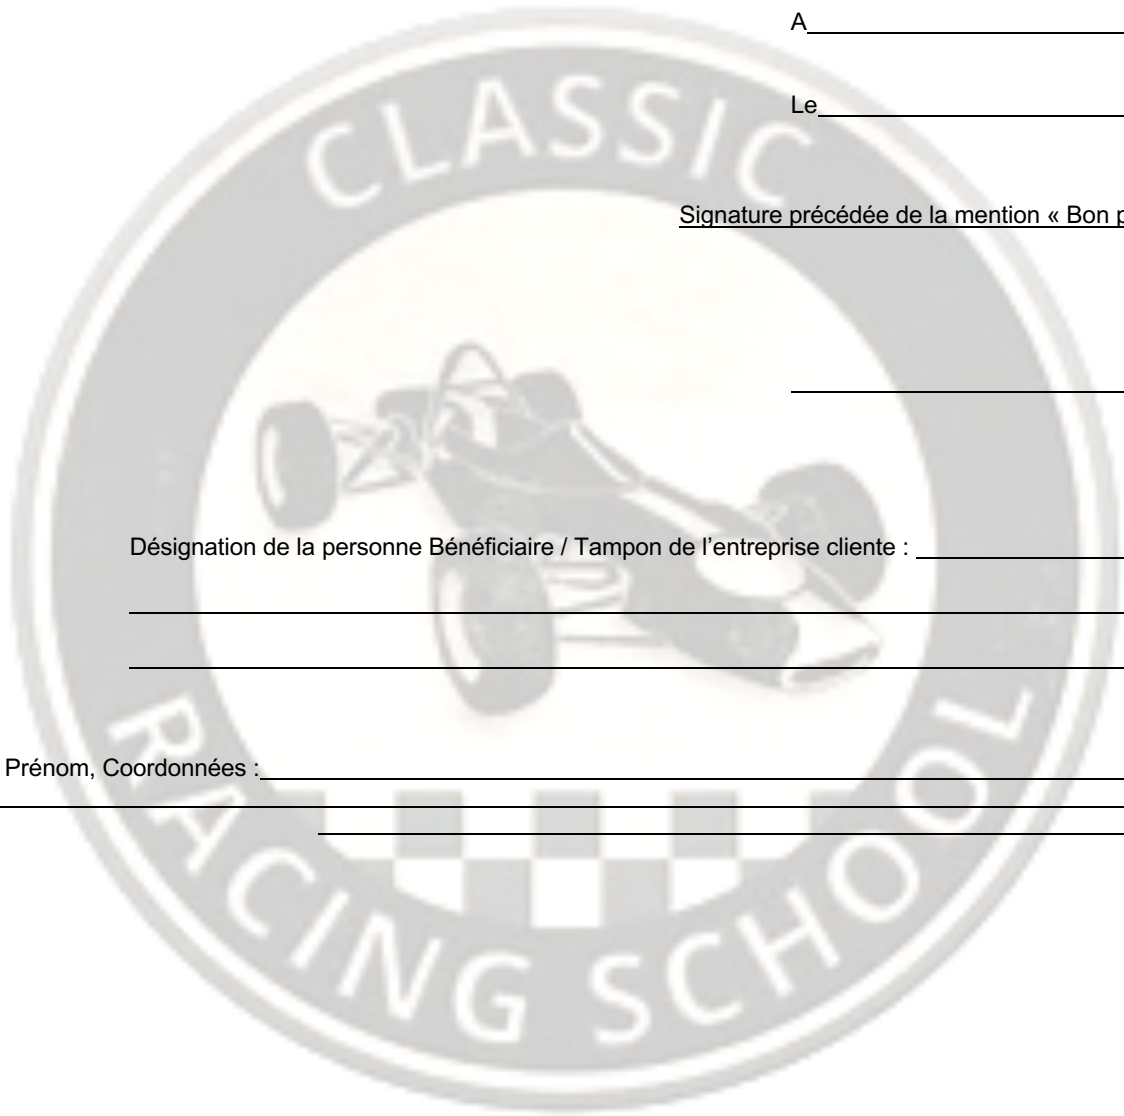 A
Le
Signature précédée de la mention « Bon
Désignation de la personne Bénéficiaire / Tampon de l’entreprise cliente :
Prénom, Coordonnées :
CLASSIC
RACING SCHOOL